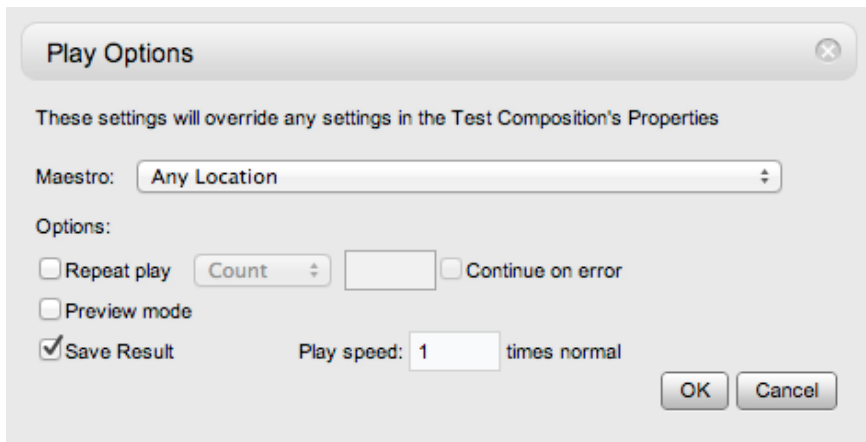 Play Options
These settings will override any settings in the Test Composition's Properties
Maestro: Any Location
Options:
Repeat play Count Continue on error
Preview mode
Save Result Play speed: 1 times normal
OK Cancel